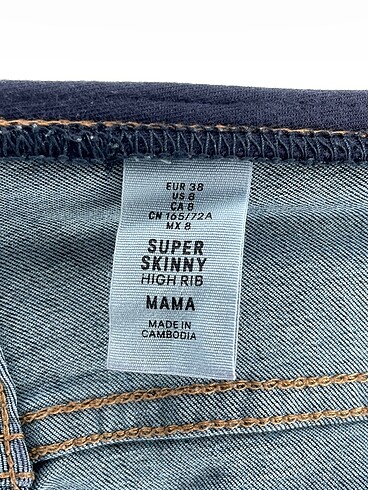 EUR 38
US 8
CA 8
CN 165/72A
MX 8
SUPER
SKINNY
HIGH RIB
MAMA
MADE IN
CAMBODIA